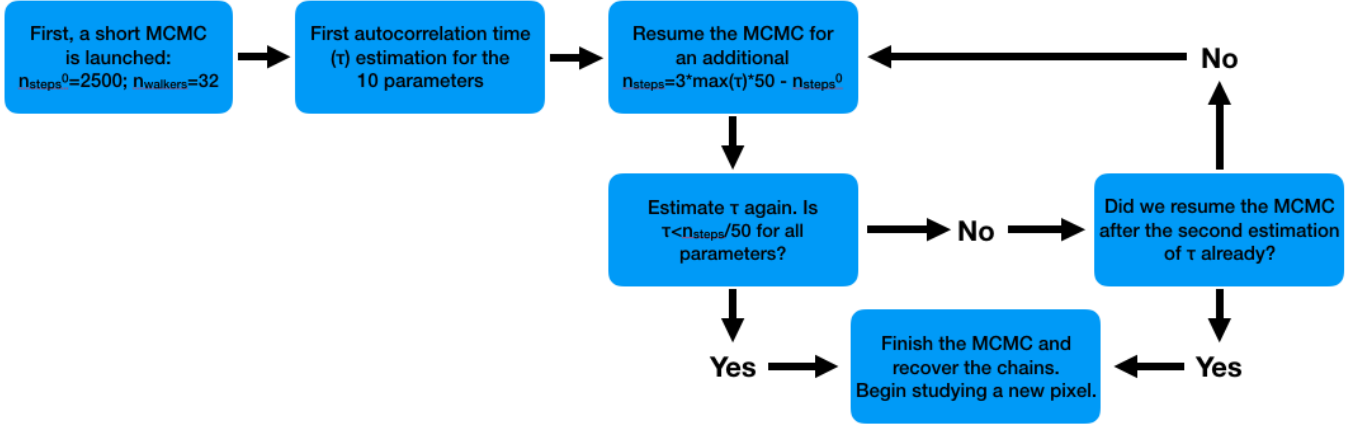 First, a short MCMC
is launched:
nsteps⁰=2500; nwalkers=32
First autocorrelation time
(τ) estimation for the
10 parameters
Resume the MCMC for
an additional
nsteps=3*max(τ)*50 - nsteps⁰
No
Estimate τ again. Is
τ<nsteps/50 for all
parameters?
No
Did we resume the MCMC
after the second estimation
of τ already?
Yes
Finish the MCMC and
recover the chains.
Begin studying a new pixel.
Yes